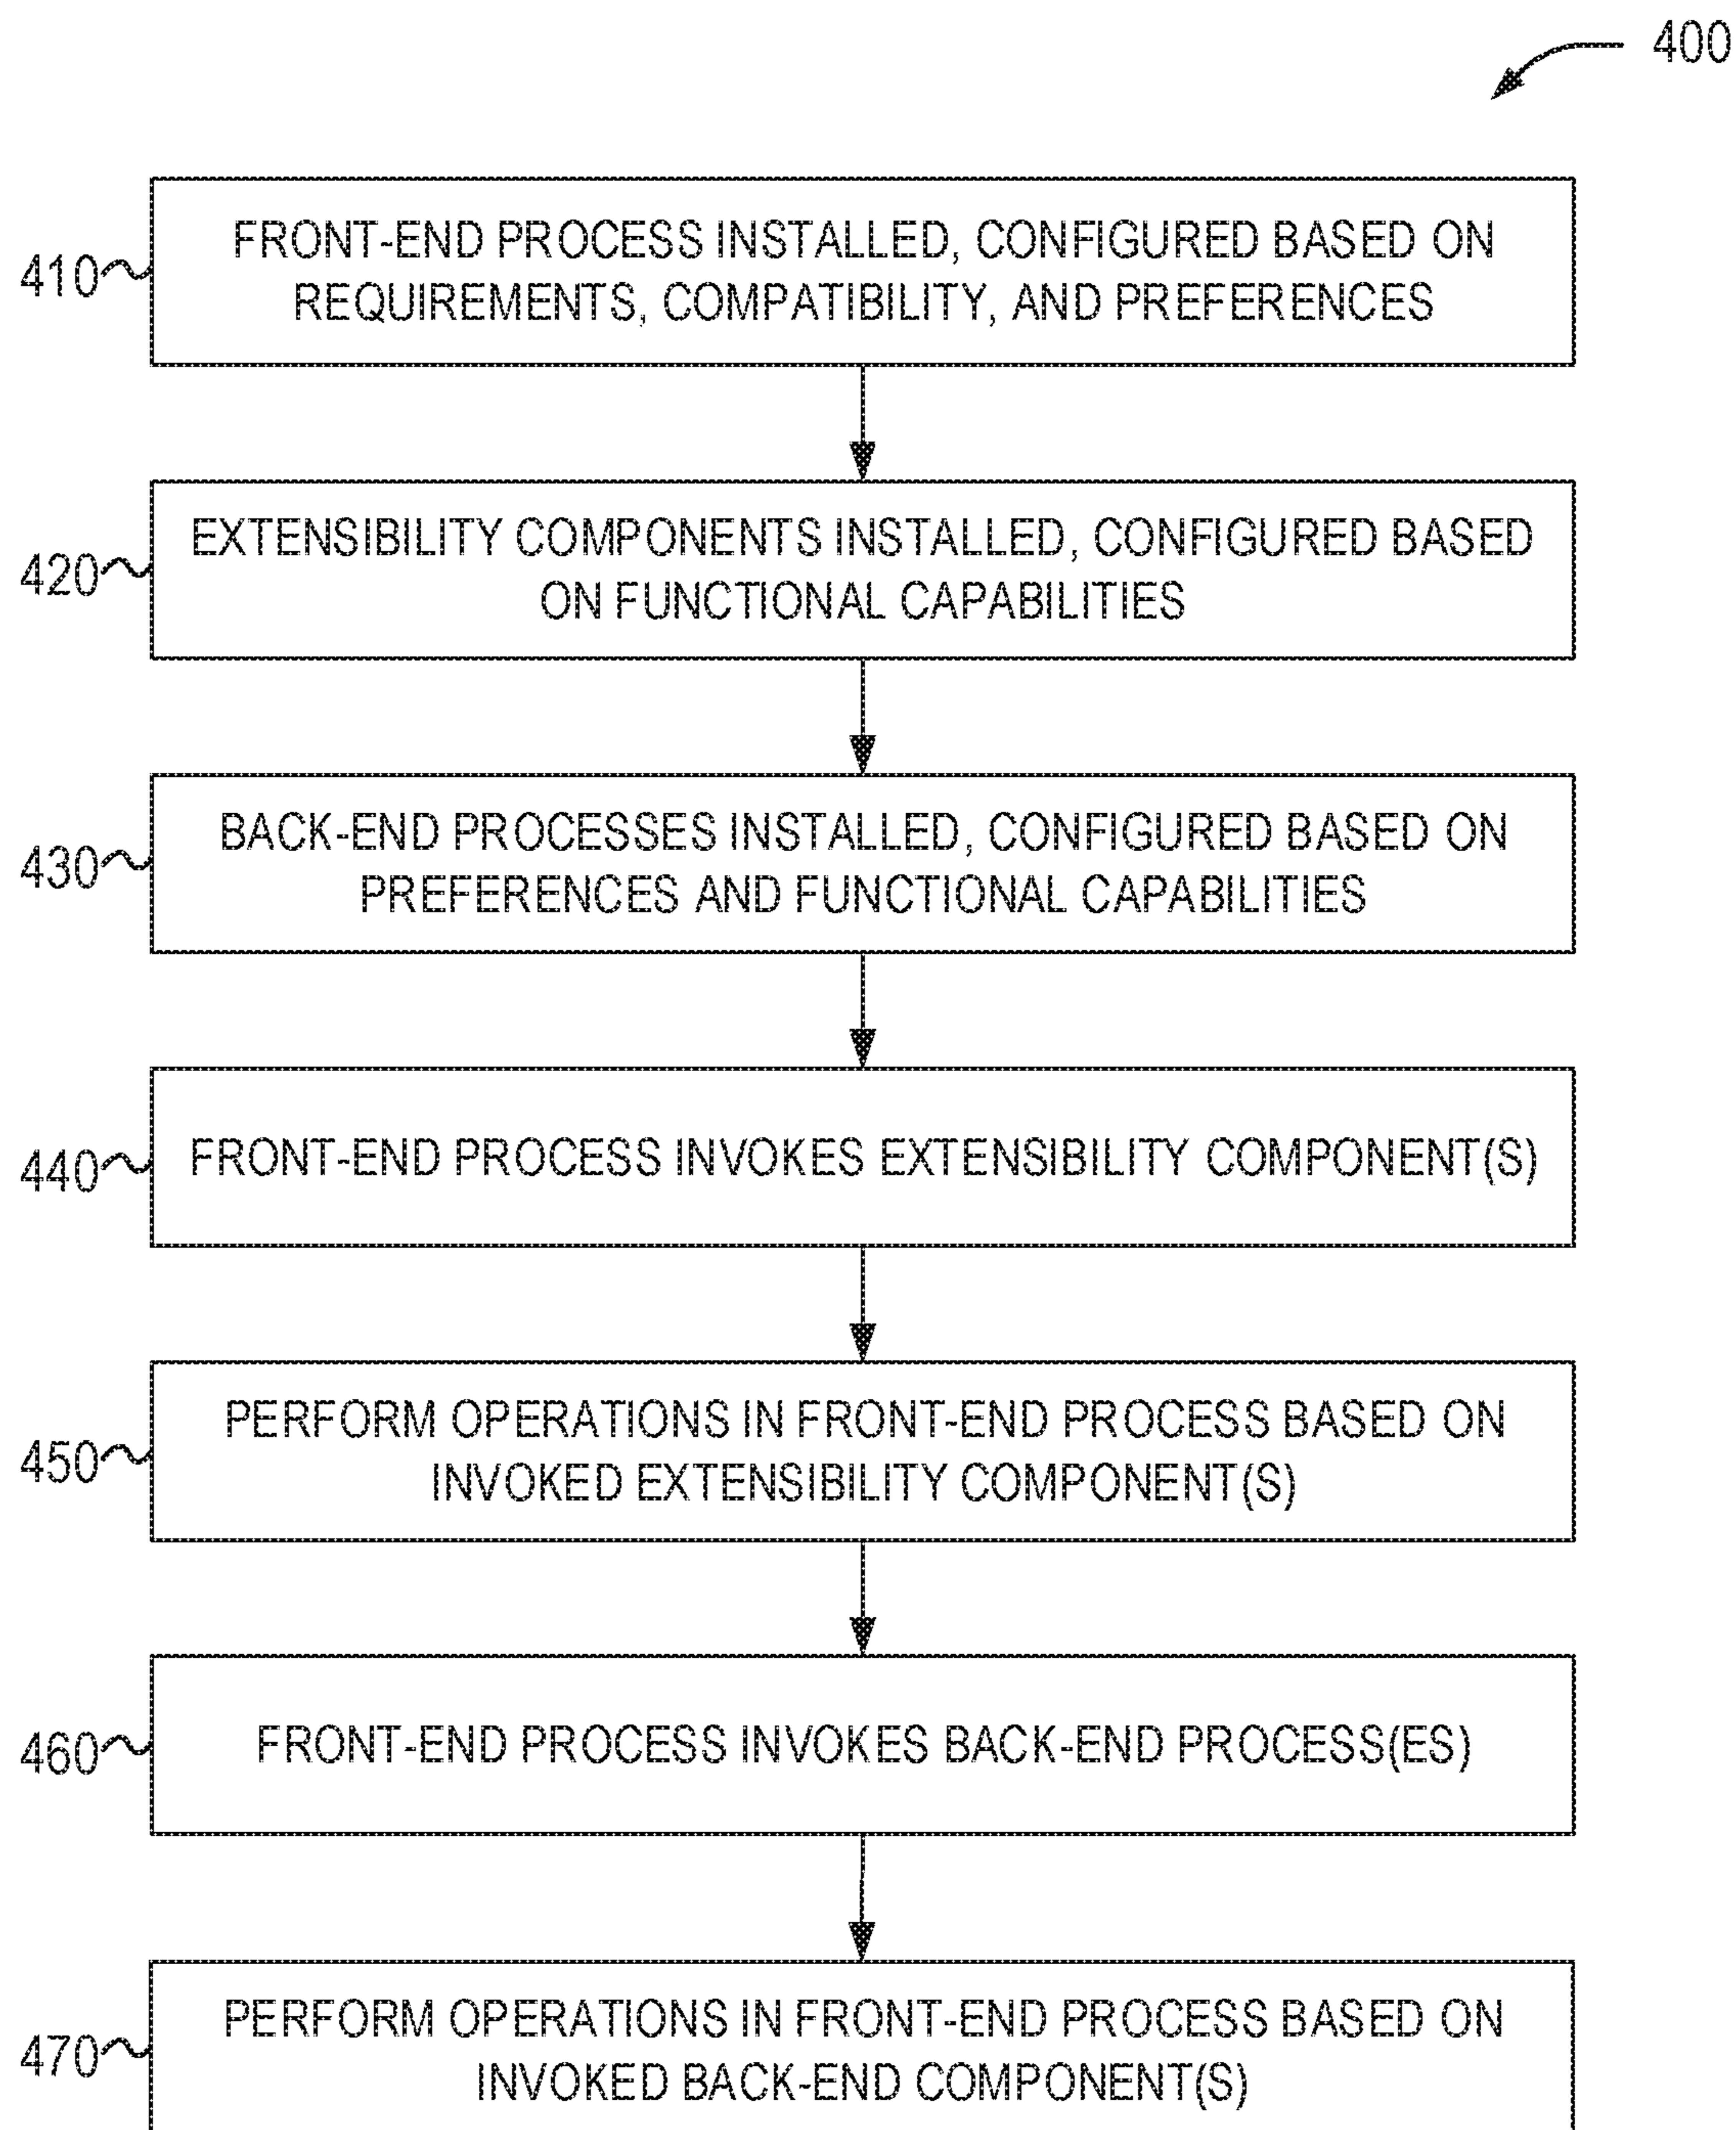 400
410
FRONT-END PROCESS INSTALLED, CONFIGURED BASED ON
REQUIREMENTS, COMPATIBILITY, AND PREFERENCES
420
EXTENSIBILITY COMPONENTS INSTALLED, CONFIGURED BASED
ON FUNCTIONAL CAPABILITIES
430
BACK-END PROCESSES INSTALLED, CONFIGURED BASED ON
PREFERENCES AND FUNCTIONAL CAPABILITIES
440
FRONT-END PROCESS INVOKES EXTENSIBILITY COMPONENT(S)
450
PERFORM OPERATIONS IN FRONT-END PROCESS BASED ON
INVOKED EXTENSIBILITY COMPONENT(S)
460
FRONT-END PROCESS INVOKES BACK-END PROCESS(ES)
470
PERFORM OPERATIONS IN FRONT-END PROCESS BASED ON
INVOKED BACK-END COMPONENT(S)